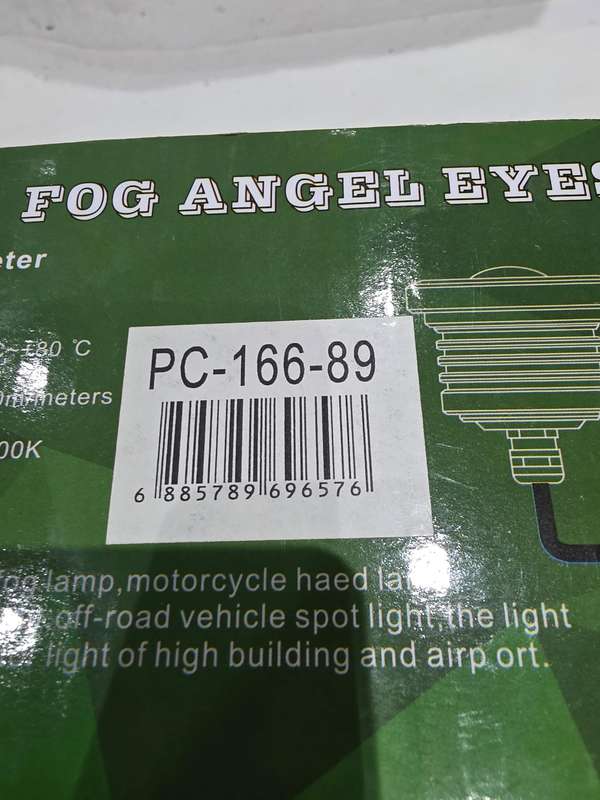 FOG ANGEL EYES
eter
180 °C
meters
00K
PC-166-89
6 885789 696576
fog lamp,motorcycle haed la
off-road vehicle spot light,the light
light of high building and airp ort.